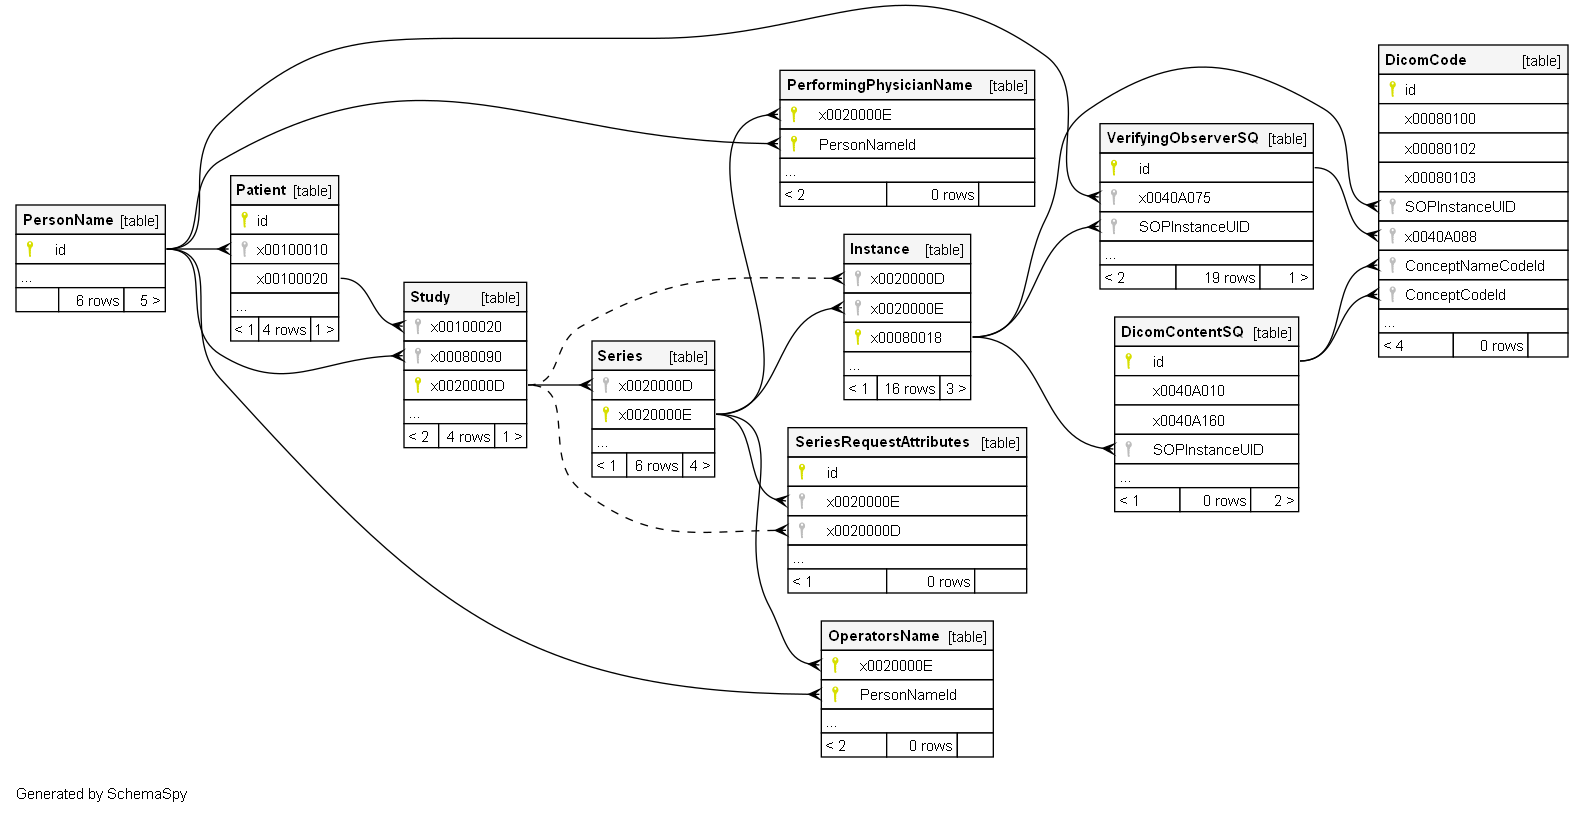 PersonName [table]
id
...
6 rows 5 >
Patient [table]
id
x00100010
x00100020
...
< 1 4 rows 1 >
Study [table]
x00100020
x00080090
x0020000D
...
< 2 4 rows 1 >
Series [table]
x0020000D
x0020000E
...
< 1 6 rows 4 >
PerformingPhysicianName [table]
x0020000E
PersonNameId
...
< 2 0 rows
Instance [table]
x0020000D
x0020000E
x00080018
...
< 1 16 rows 3 >
SeriesRequestAttributes [table]
id
x0020000E
x0020000D
...
< 1 0 rows
OperatorsName [table]
x0020000E
PersonNameId
...
< 2 0 rows
VerifyingObserverSQ [table]
id
x0040A075
SOPInstanceUID
...
< 2 19 rows 1 >
DicomContentSQ [table]
id
x0040A010
x0040A160
SOPInstanceUID
...
< 1 0 rows 2 >
DicomCode [table]
id
x00080100
x00080102
x00080103
SOPInstanceUID
x0040A088
ConceptNameCodeId
ConceptCodeId
...
< 4 0 rows
Generated by SchemaSpy